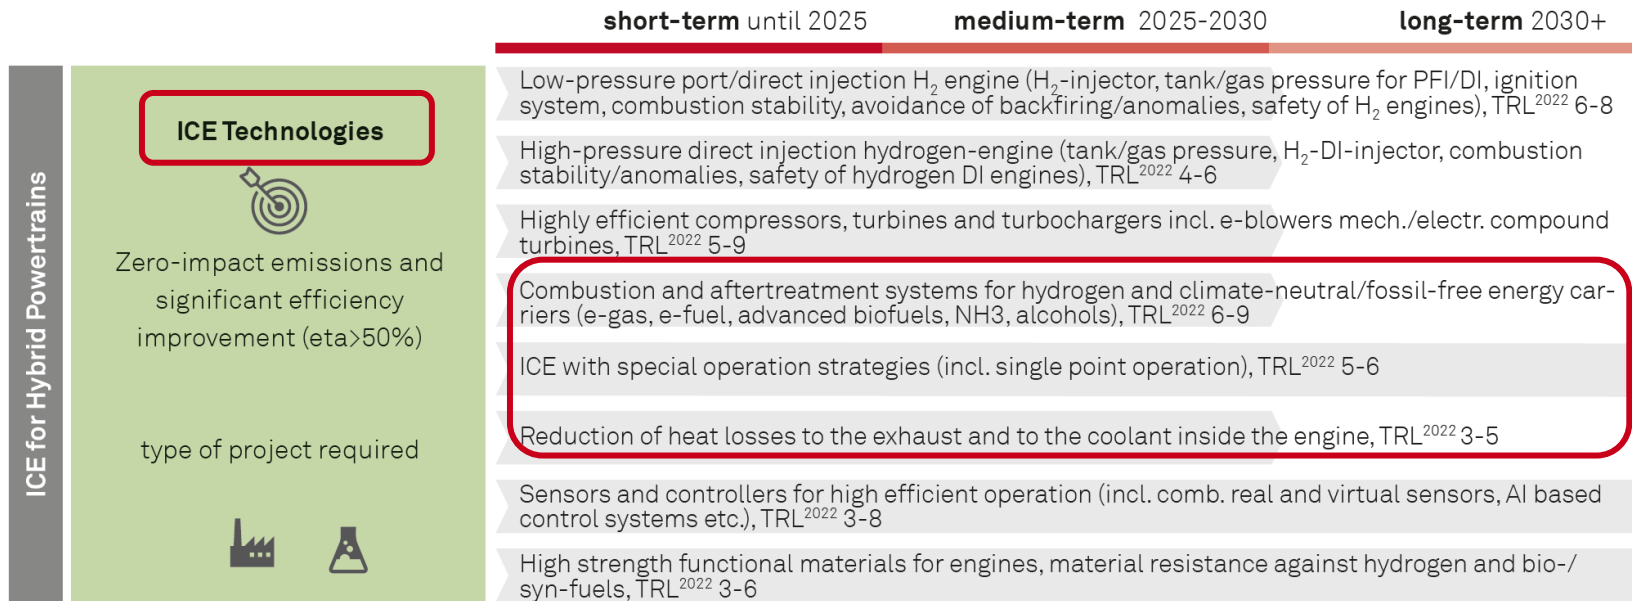 short-term until 2025 medium-term 2025-2030 long-term 2030+
ICE for Hybrid Powertrains
ICE Technologies
Zero-impact emissions and
significant efficiency
improvement (eta>50%)
type of project required
Low-pressure port/direct injection H₂ engine (H₂-injector, tank/gas pressure for PFI/DI, ignition
system, combustion stability, avoidance of backfiring/anomalies, safety of H₂ engines), TRL²⁰²² 6-8
High-pressure direct injection hydrogen-engine (tank/gas pressure, H₂-DI-injector, combustion
stability/anomalies, safety of hydrogen DI engines), TRL²⁰²² 4-6
Highly efficient compressors, turbines and turbochargers incl. e-blowers mech./electr. compound
turbines, TRL²⁰²² 5-9
Combustion and aftertreatment systems for hydrogen and climate-neutral/fossil-free energy car-
riers (e-gas, e-fuel, advanced biofuels, NH3, alcohols), TRL²⁰²² 6-9
ICE with special operation strategies (incl. single point operation), TRL²⁰²² 5-6
Reduction of heat losses to the exhaust and to the coolant inside the engine, TRL²⁰²² 3-5
Sensors and controllers for high efficient operation (incl. comb. real and virtual sensors, AI based
control systems etc.), TRL²⁰²² 3-8
High strength functional materials for engines, material resistance against hydrogen and bio-/
syn-fuels, TRL²⁰²² 3-6